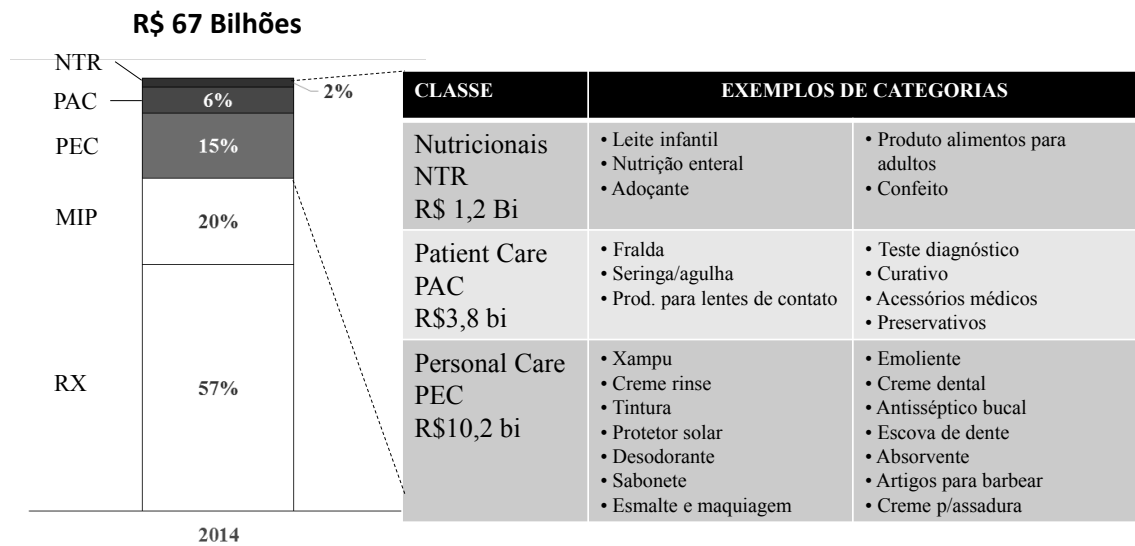 R$ 67 Bilhões
NTR
2%
PAC
6%
PEC
15%
MIP
20%
RX
57%
2014
CLASSE
EXEMPLOS DE CATEGORIAS
Nutricionais
NTR
R$ 1,2 Bi
• Leite infantil
• Nutrição enteral
• Adoçante
• Produto alimentos para
adultos
• Confeito
Patient Care
PAC
R$3,8 bi
• Fralda
• Seringa/agulha
• Prod. para lentes de contato
• Teste diagnóstico
• Curativo
• Acessórios médicos
• Preservativos
Personal Care
PEC
R$10,2 bi
• Xampu
• Creme rinse
• Tintura
• Protetor solar
• Desodorante
• Sabonete
• Esmalte e maquiagem
• Emoliente
• Creme dental
• Antisséptico bucal
• Escova de dente
• Absorvente
• Artigos para barbear
• Creme p/assadura